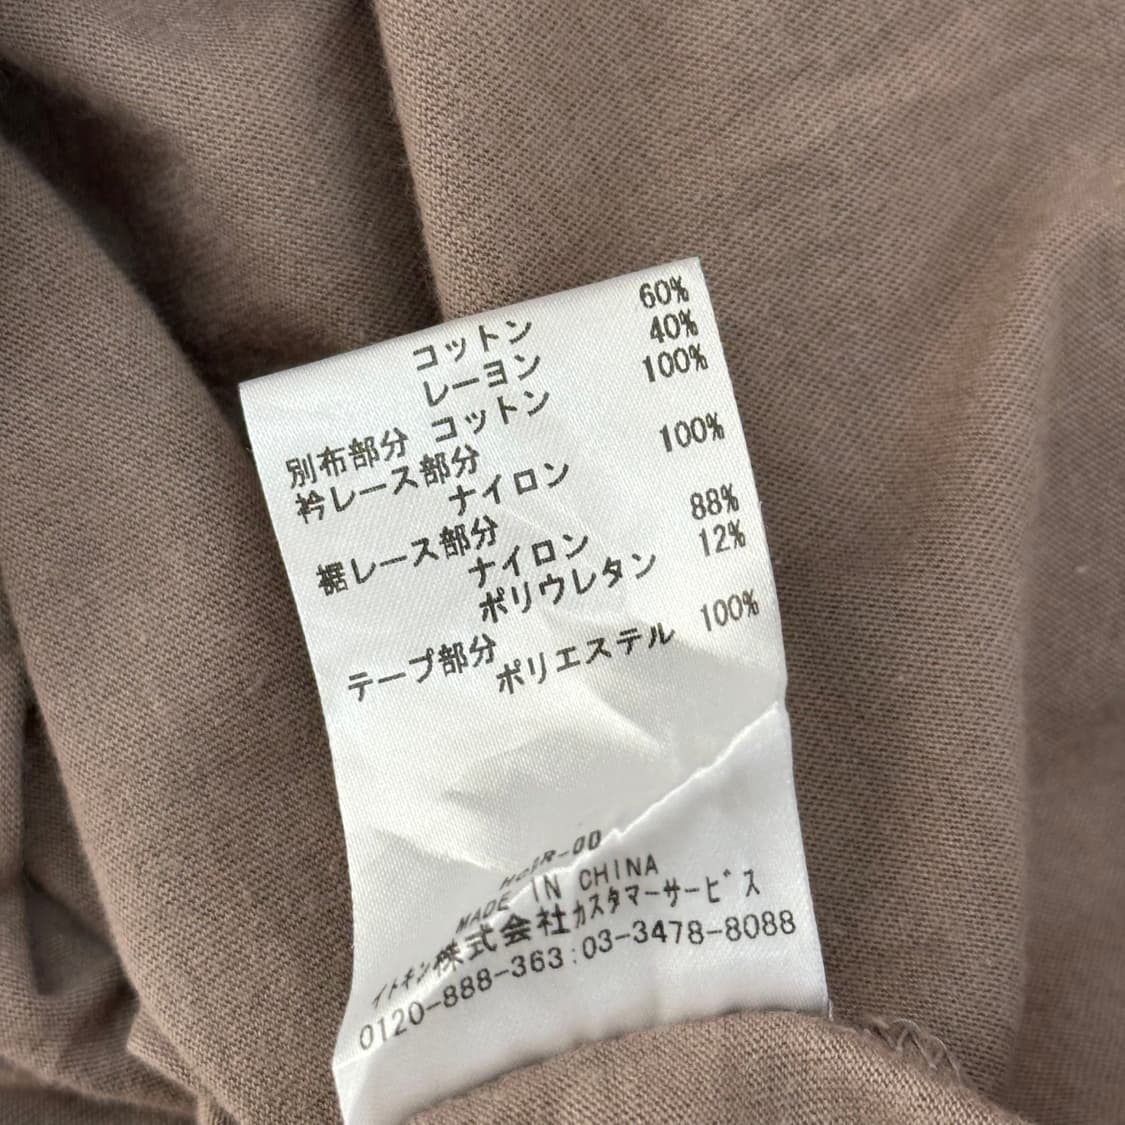 コットン 60%
レーヨン 40%
別布部分 コットン 100%
衿レース部分
ナイロン 100%
裾レース部分
ナイロン 88%
ポリウレタン 12%
テープ部分
ポリエステル 100%
MADE IN CHINA
イトキン株式会社カスタマーサービス
0120-888-363:03-3478-8088